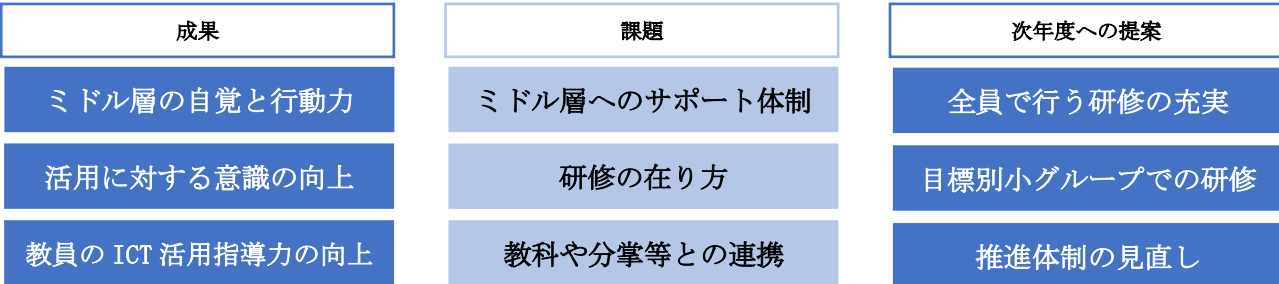 成果
ミドル層の自覚と行動力
活用に対する意識の向上
教員の ICT 活用指導力の向上
課題
ミドル層へのサポート体制
研修の在り方
教科や分掌等との連携
次年度への提案
全員で行う研修の充実
目標別小グループでの研修
推進体制の見直し